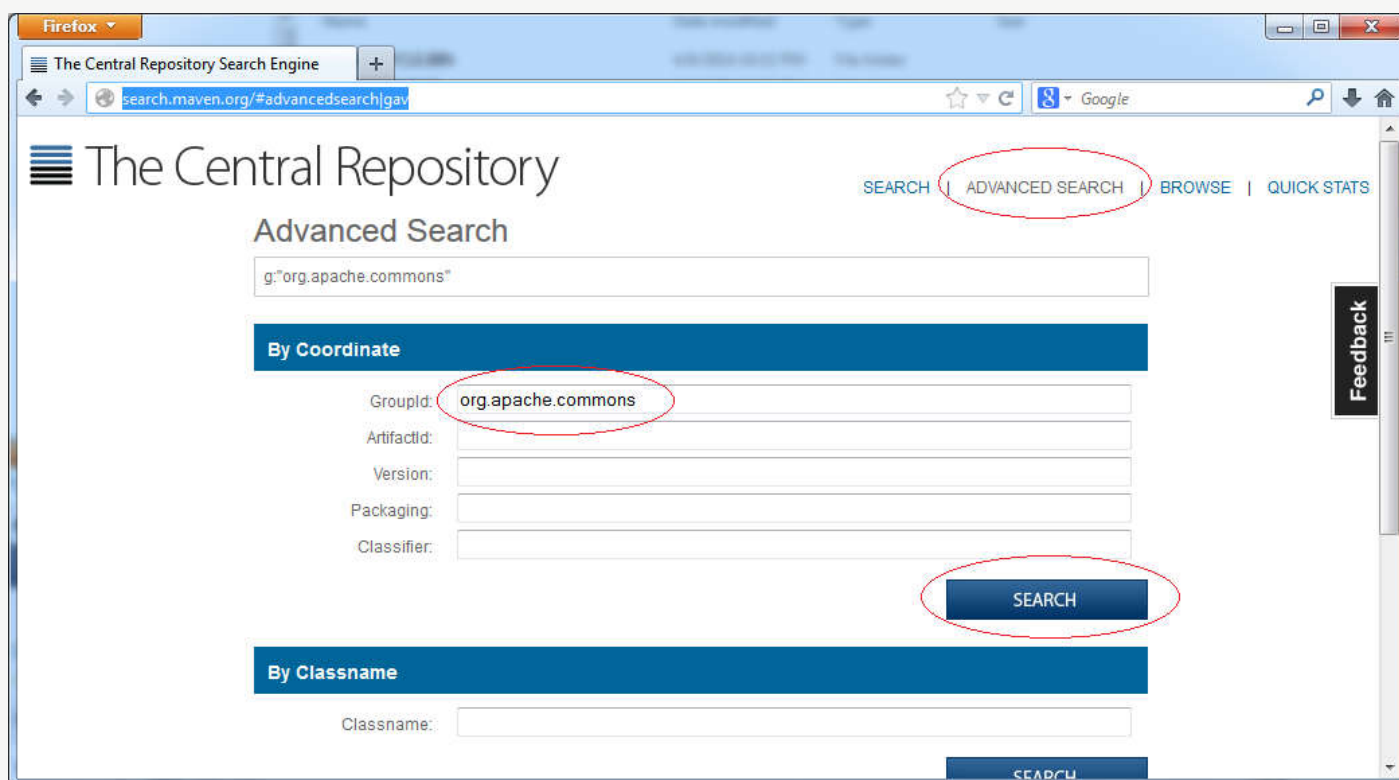 Firefox
The Central Repository Search Engine
search.maven.org/#advancedsearch|gav
Google
The Central Repository
SEARCH | ADVANCED SEARCH | BROWSE | QUICK STATS
Advanced Search
g:"org.apache.commons"
Feedback
By Coordinate
GroupId: org.apache.commons
ArtifactId:
Version:
Packaging:
Classifier:
SEARCH
By Classname
Classname:
SEARCH